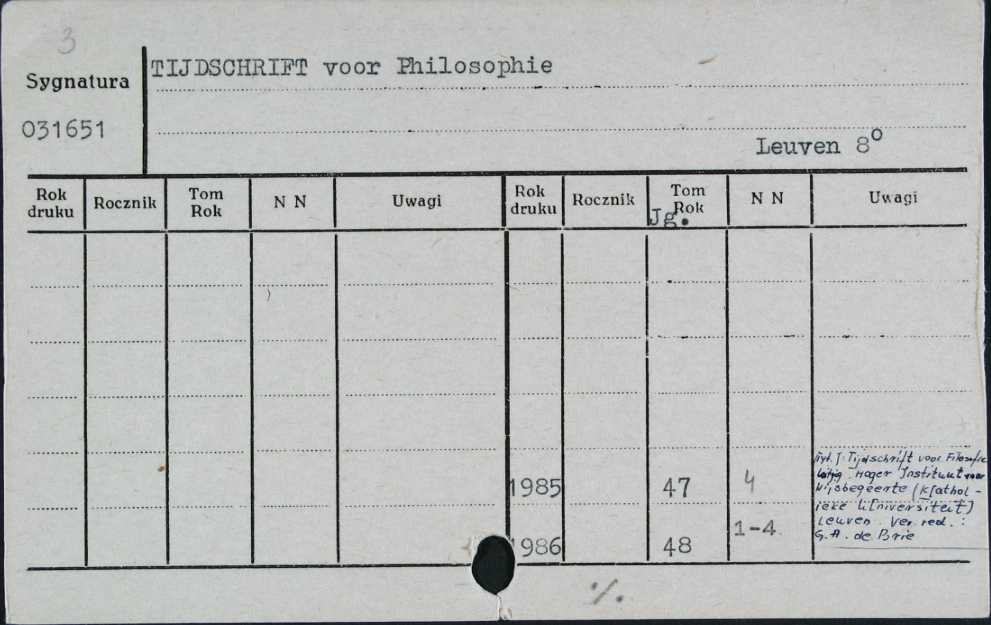 3
Sygnatura
TIJDSCHRIFT voor Philosophie
031651
Leuven 8°
Rok druku Rocznik Tom Rok N N Uwagi Rok druku Rocznik Tom Rok N N Uwagi
Jg.
Tyt.: Tijdschrift voor Filosofie
Hoger Instituut voor
1985 47 4 Wijsbegeerte (K[athol-
ieke U[niversiteit]
Leuven. Ver. red.:
1986 48 1-4 G.A. de Brie
./.